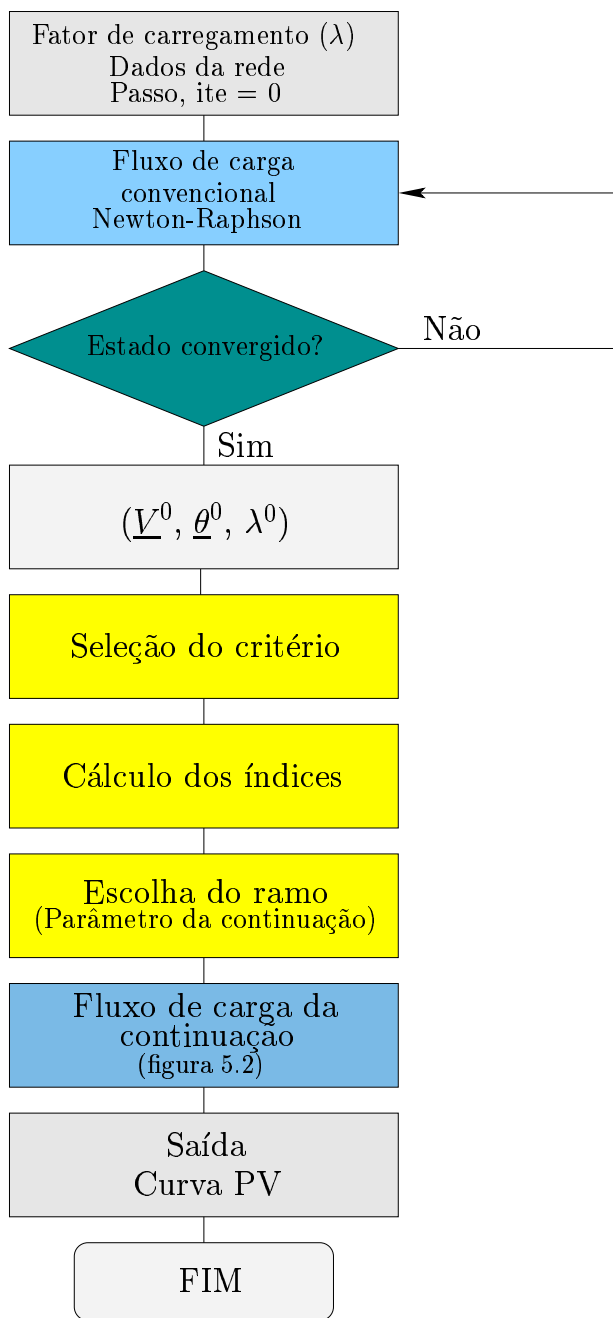 Fator de carregamento (λ)
Dados da rede
Passo, ite = 0
Fluxo de carga
convencional
Newton-Raphson
Estado convergido?
Não
Sim
(V⁰, θ⁰, λ⁰)
Seleção do critério
Cálculo dos índices
Escolha do ramo
(Parâmetro da continuação)
Fluxo de carga da
continuação
(figura 5.2)
Saída
Curva PV
FIM